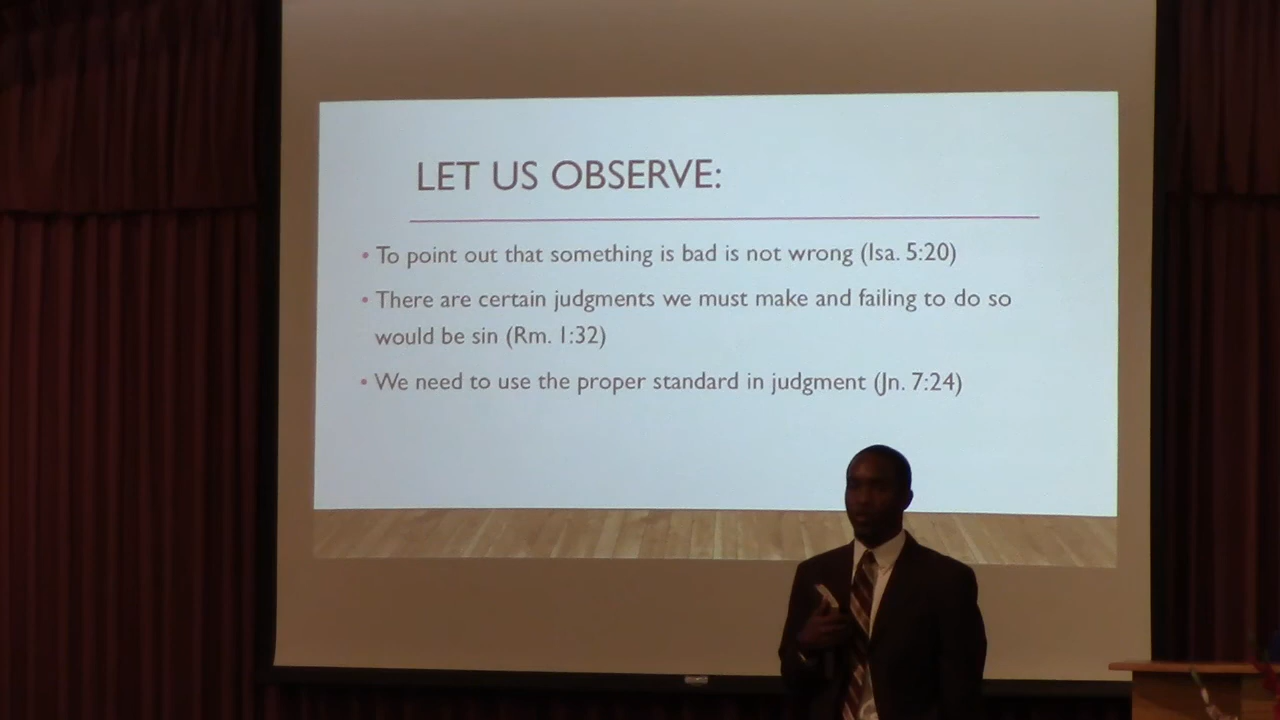 LET US OBSERVE:
• To point out that something is bad is not wrong (Isa. 5:20)
• There are certain judgments we must make and failing to do so
would be sin (Rm. 1:32)
• We need to use the proper standard in judgment (Jn. 7:24)